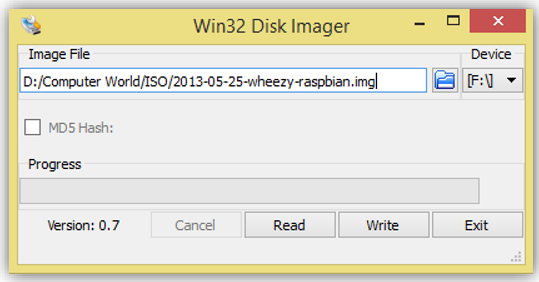 Win32 Disk Imager
Image File
Device
D:/Computer World/ISO/2013-05-25-wheezy-raspbian.img
[F:\]
MD5 Hash:
Progress
Version: 0.7
Cancel
Read
Write
Exit